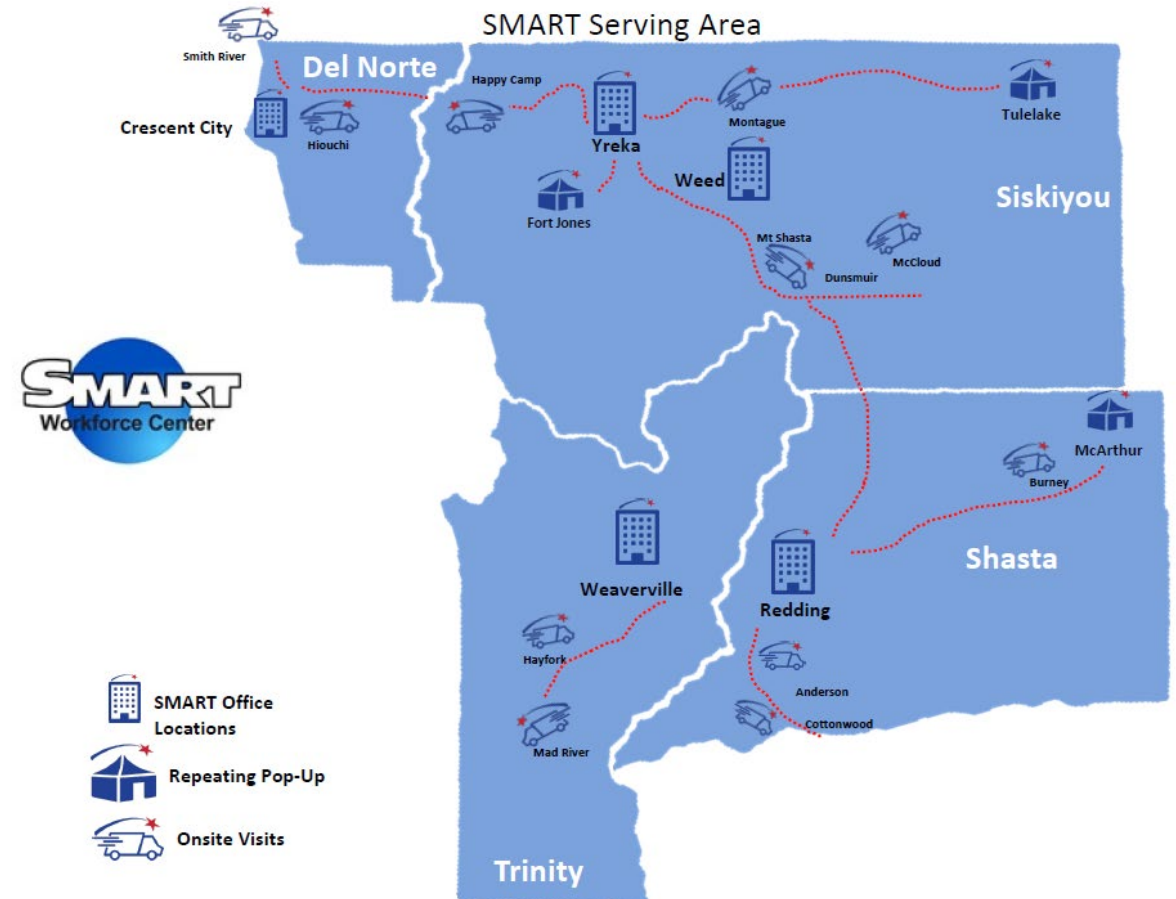 SMART Serving Area
Smith River
Del Norte
Happy Camp
Crescent City
Hiouchi
Yreka
Montague
Tulelake
Weed
Siskiyou
Fort Jones
Mt Shasta
Dunsmuir
McCloud
SMART
Workforce Center
McArthur
Burney
Shasta
Weaverville
Redding
Hayfork
Anderson
Mad River
Cottonwood
SMART Office
Locations
Repeating Pop-Up
Onsite Visits
Trinity